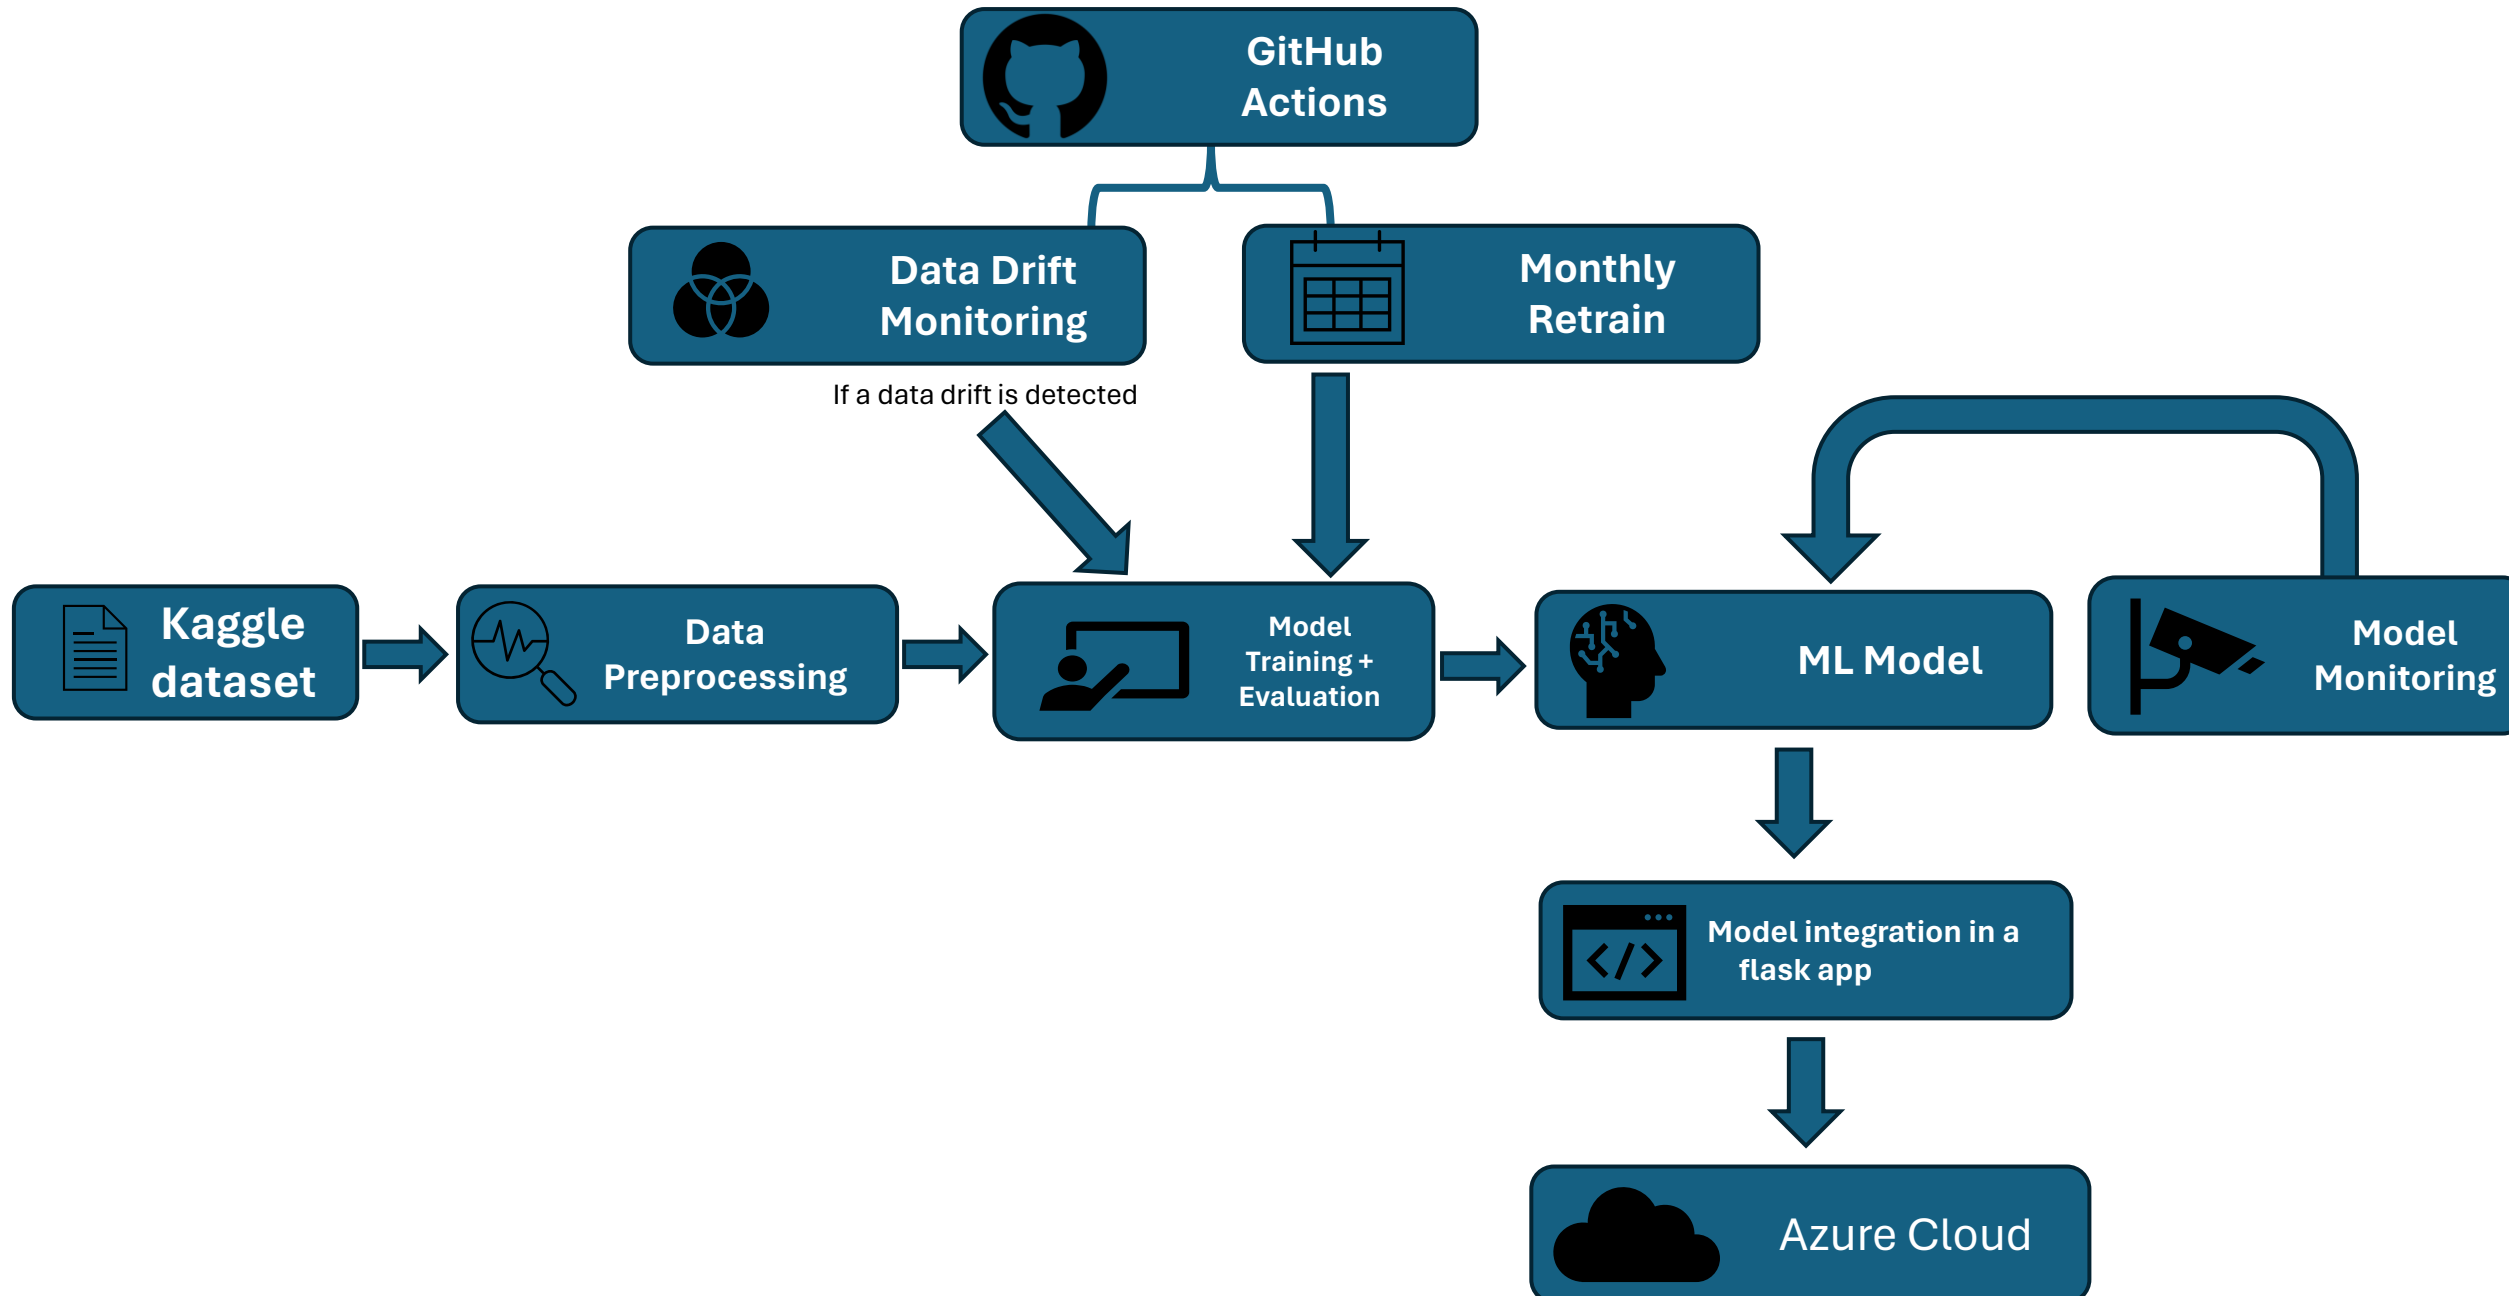 GitHub
Actions
Data Drift
Monitoring
Monthly
Retrain
If a data drift is detected
Kaggle
dataset
Data
Preprocessing
Model
Training +
Evaluation
ML Model
Model
Monitoring
Model integration in a
flask app
Azure Cloud